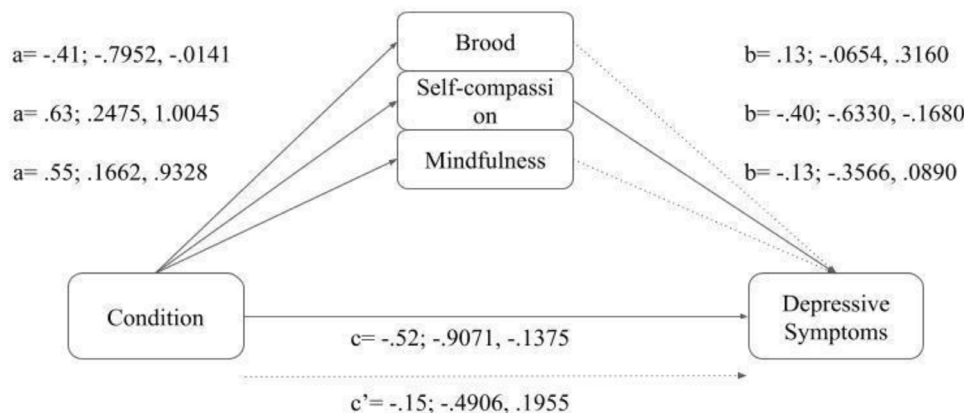 Brood
a= -.41; -.7952, -.0141
b= .13; -.0654, .3160
Self-compassi
on
a= .63; .2475, 1.0045
b= -.40; -.6330, -.1680
Mindfulness
a= .55; .1662, .9328
b= -.13; -.3566, .0890
Condition
Depressive
Symptoms
c= -.52; -.9071, -.1375
c’= -.15; -.4906, .1955